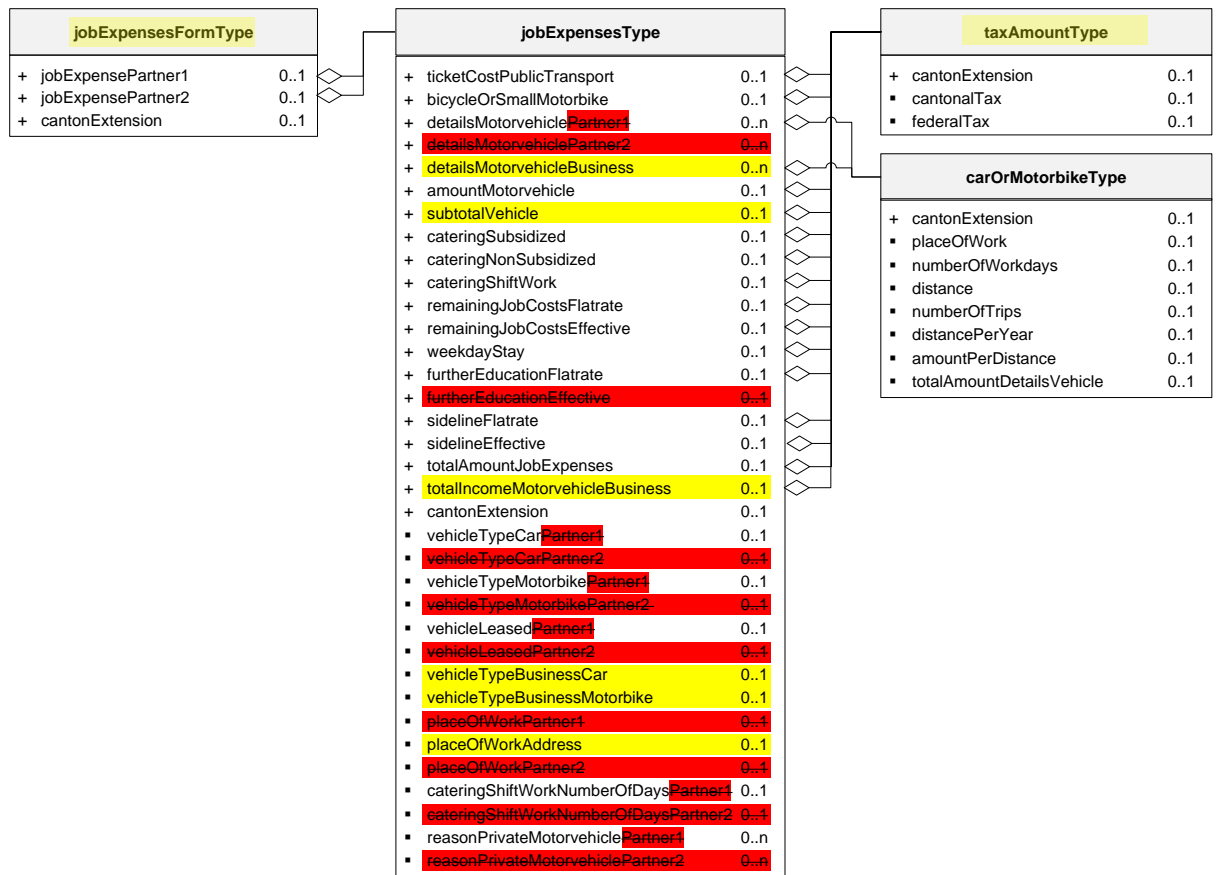 jobExpensesFormType
+ jobExpensePartner1 0..1
+ jobExpensePartner2 0..1
+ cantonExtension 0..1
jobExpensesType
+ ticketCostPublicTransport 0..1
+ bicycleOrSmallMotorbike 0..1
+ detailsMotorvehiclePartner1 0..n
+ detailsMotorvehiclePartner2 0..n
+ detailsMotorvehicleBusiness 0..n
+ amountMotorvehicle 0..1
+ subtotalVehicle 0..1
+ cateringSubsidized 0..1
+ cateringNonSubsidized 0..1
+ cateringShiftWork 0..1
+ remainingJobCostsFlatrate 0..1
+ remainingJobCostsEffective 0..1
+ weekdayStay 0..1
+ furtherEducationFlatrate 0..1
+ furtherEducationEffective 0..1
+ sidelineFlatrate 0..1
+ sidelineEffective 0..1
+ totalAmountJobExpenses 0..1
+ totalIncomeMotorvehicleBusiness 0..1
+ cantonExtension 0..1
▪ vehicleTypeCarPartner1 0..1
▪ vehicleTypeCarPartner2 0..1
▪ vehicleTypeMotorbikePartner1 0..1
▪ vehicleTypeMotorbikePartner2 0..1
▪ vehicleLeasedPartner1 0..1
▪ vehicleLeasedPartner2 0..1
▪ vehicleTypeBusinessCar 0..1
▪ vehicleTypeBusinessMotorbike 0..1
▪ placeOfWorkPartner1 0..1
▪ placeOfWorkAddress 0..1
▪ placeOfWorkPartner2 0..1
▪ cateringShiftWorkNumberOfDaysPartner1 0..1
▪ cateringShiftWorkNumberOfDaysPartner2 0..1
▪ reasonPrivateMotorvehiclePartner1 0..n
▪ reasonPrivateMotorvehiclePartner2 0..n
taxAmountType
+ cantonExtension 0..1
▪ cantonalTax 0..1
▪ federalTax 0..1
carOrMotorbikeType
+ cantonExtension 0..1
▪ placeOfWork 0..1
▪ numberOfWorkdays 0..1
▪ distance 0..1
▪ numberOfTrips 0..1
▪ distancePerYear 0..1
▪ amountPerDistance 0..1
▪ totalAmountDetailsVehicle 0..1